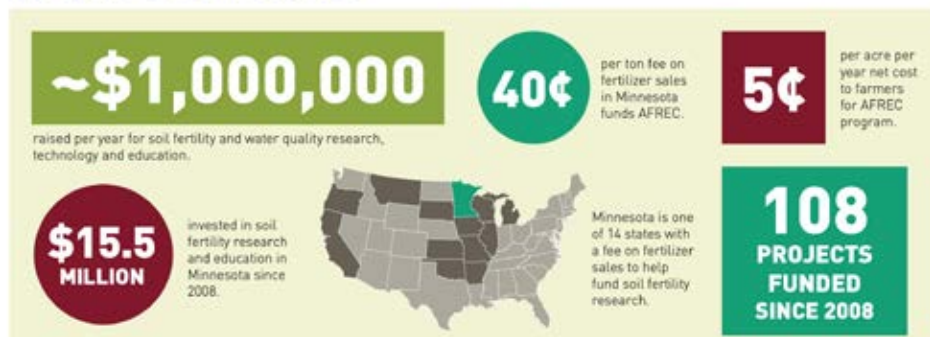 ~$1,000,000
raised per year for soil fertility and water quality research,
technology and education.
40¢
per ton fee on
fertilizer sales
in Minnesota
funds AFREC.
5¢
per acre per
year net cost
to farmers
for AFREC
program.
$15.5
MILLION
invested in soil
fertility research
and education in
Minnesota since
2008.
Minnesota is one
of 14 states with
a fee on fertilizer
sales to help
fund soil fertility
research.
108
PROJECTS
FUNDED
SINCE 2008